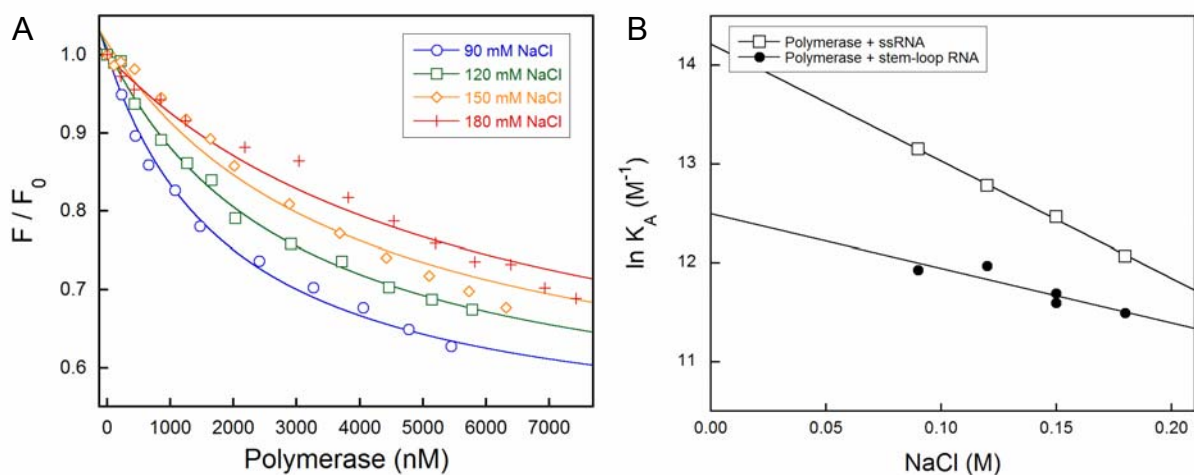 A
90 mM NaCl
120 mM NaCl
150 mM NaCl
180 mM NaCl
1.0
0.9
0.8
0.7
0.6
F / F0
0 1000 2000 3000 4000 5000 6000 7000
Polymerase (nM)
B
Polymerase + ssRNA
Polymerase + stem-loop RNA
14
13
12
11
ln KA (M-1)
0.00 0.05 0.10 0.15 0.20
NaCl (M)